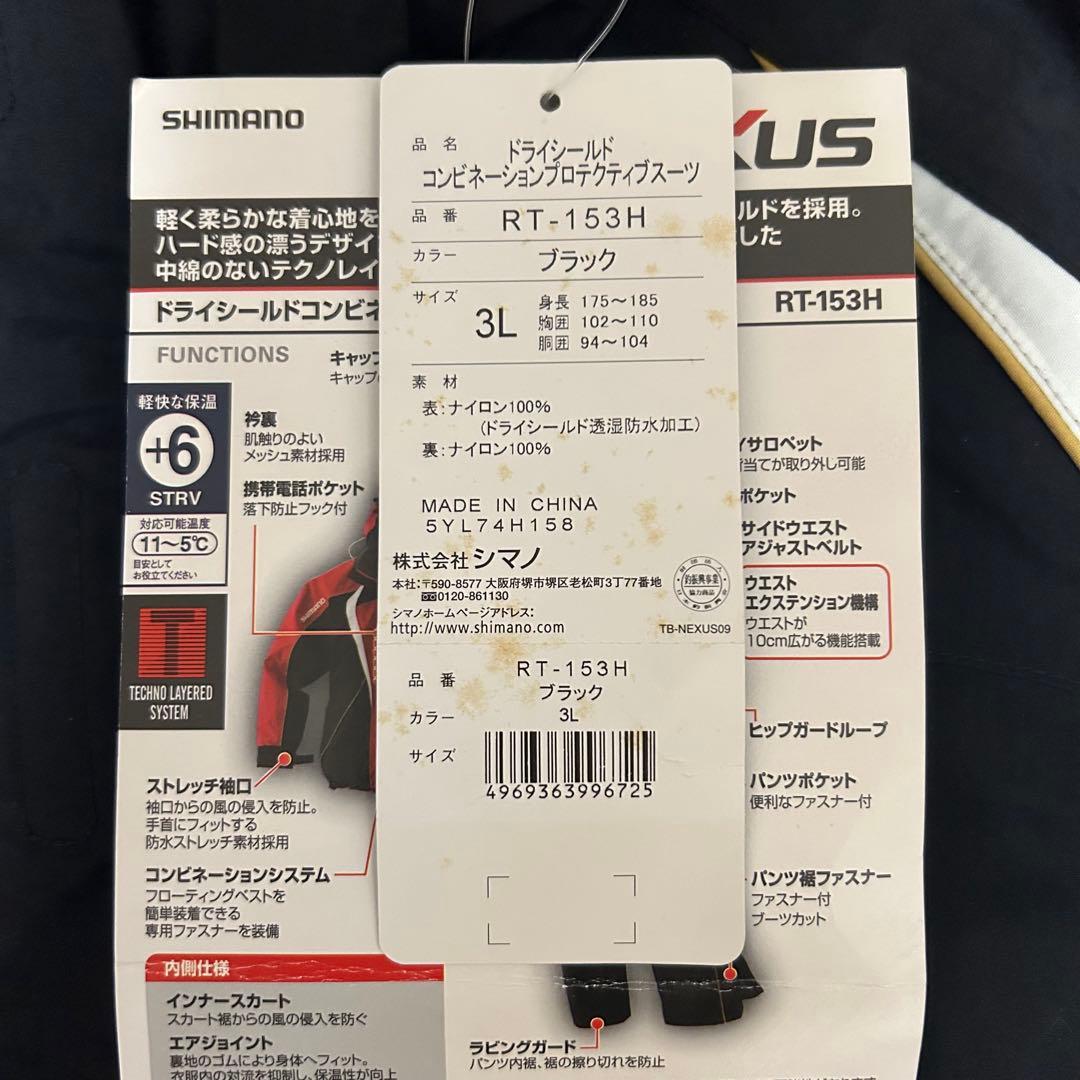 SHIMANO
XUS
軽く柔らかな着心地を
ルドを採用。
ハード感の漂うデザイ
した
中綿のないテクノレイ
ドライシールドコンビネ
RT-153H
FUNCTIONS
キャップ
軽快な保温
+6
STRV
対応可能温度
11〜5℃
目安として
お役立てください
TECHNO LAYERED
SYSTEM
衿裏
肌触りのよい
メッシュ素材採用
携帯電話ポケット
落下防止フック付
SHIMANO
ストレッチ袖口
袖口からの風の侵入を防止。
手首にフィットする
防水ストレッチ素材採用
コンビネーションシステム
フローティングベストを
簡単装着できる
専用ファスナーを装備
内側仕様
インナースカート
スカート裾からの風の侵入を防ぐ
エアジョイント
裏地のゴムにより身体へフィット。
衣服内の対流を抑制し、保温性が向上
品名 ドライシールド
コンビネーションプロテクティブスーツ
品番 RT-153H
カラー ブラック
サイズ 3L
身長 175〜185
胸囲 102〜110
胴囲 94〜104
素材
表:ナイロン100%
(ドライシールド透湿防水加工)
裏:ナイロン100%
MADE IN CHINA
5YL74H158
株式会社シマノ
本社:〒590-8577 大阪府堺市堺区老松町3丁77番地
0120-861130
シマノホームページアドレス:
http://www.shimano.com
釣振興事業
協力商品
TB-NEXUS09
品番 RT-153H
カラー ブラック
サイズ 3L
4969363996725
サロペット
当てが取り外し可能
ポケット
サイドウエスト
アジャストベルト
ウエスト
エクステンション機構
ウエストが
10cm広がる機能搭載
ヒップガードループ
パンツポケット
便利なファスナー付
パンツ裾ファスナー
ファスナー付
ブーツカット
ラビングガード
パンツ内裾、裾の擦り切れを防止